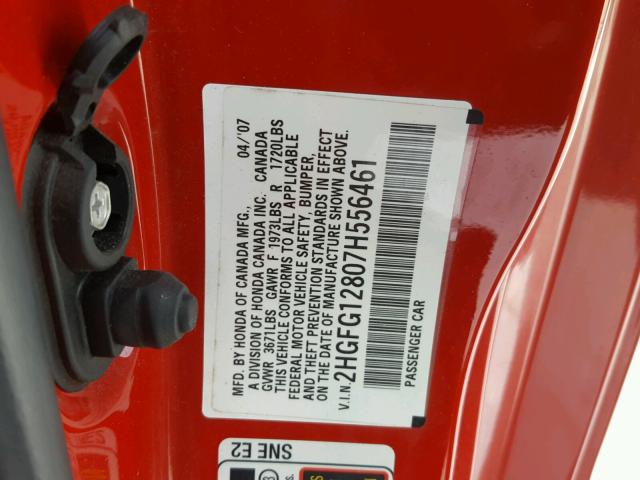 MFD. BY HONDA OF CANADA MFG., 04/'07
A DIVISION OF HONDA CANADA INC. CANADA
GVWR 3671LBS GAWR F 1973LBS R 1720LBS
THIS VEHICLE CONFORMS TO ALL APPLICABLE
FEDERAL MOTOR VEHICLE SAFETY, BUMPER,
AND THEFT PREVENTION STANDARDS IN EFFECT
ON THE DATE OF MANUFACTURE SHOWN ABOVE.
V.I.N. 2HGFG12807H556461
PASSENGER CAR
SNE E2